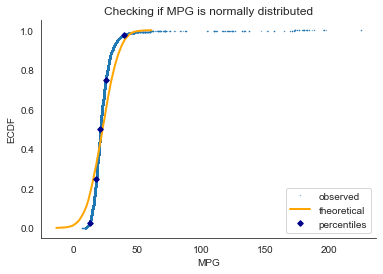 Checking if MPG is normally distributed
1.0
0.8
0.6
0.4
0.2
0.0
ECDF
0 50 100 150 200
MPG
observed
theoretical
percentiles